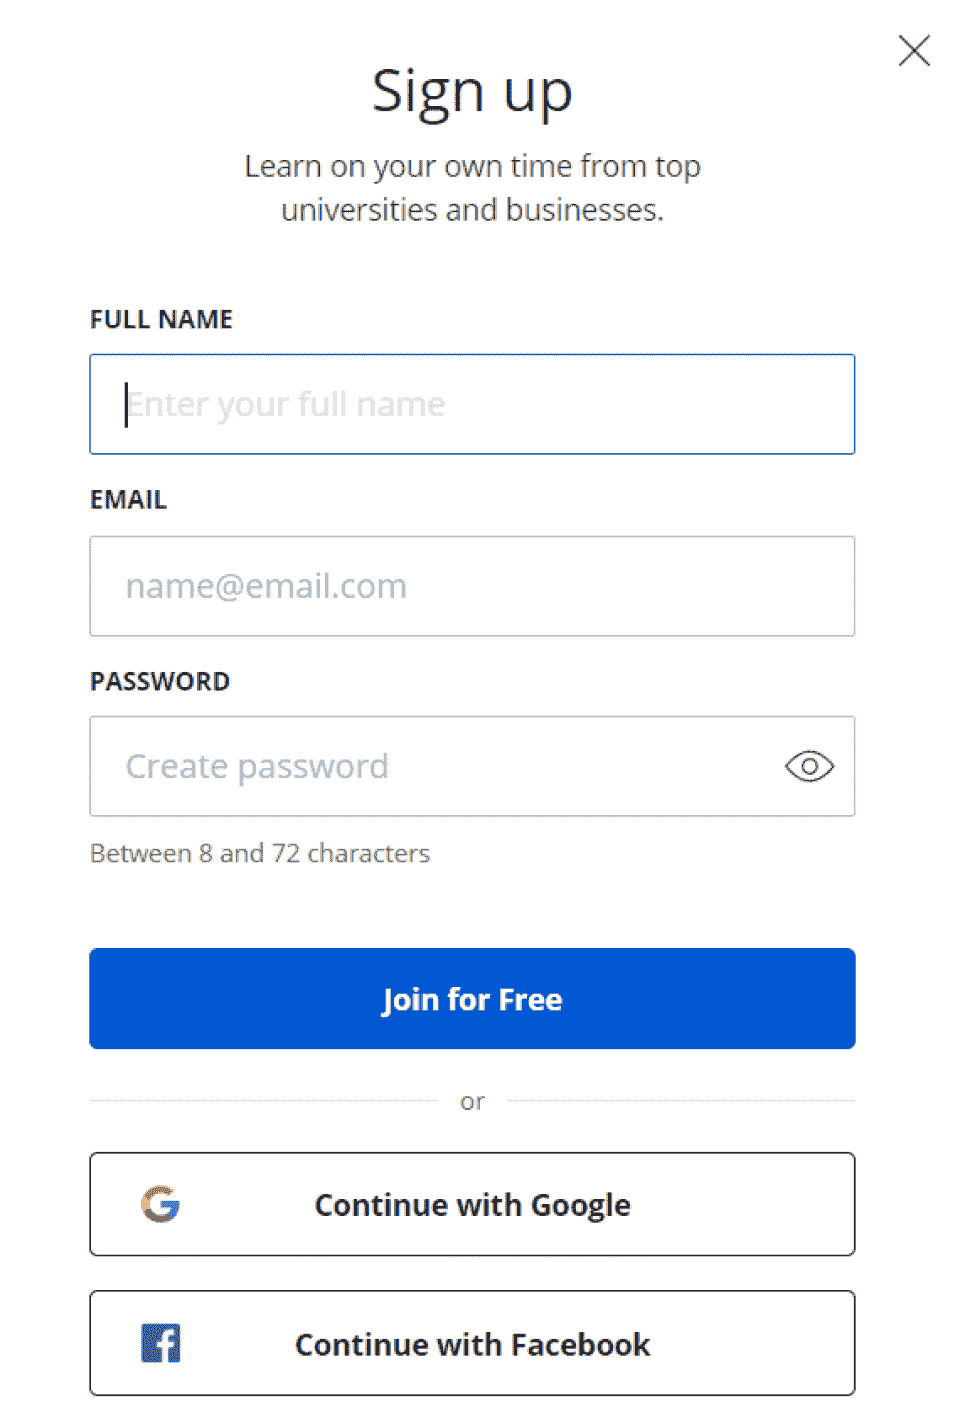 Sign up
Learn on your own time from top
universities and businesses.
FULL NAME
Enter your full name
EMAIL
name@email.com
PASSWORD
Create password
Between 8 and 72 characters
Join for Free
or
Continue with Google
Continue with Facebook